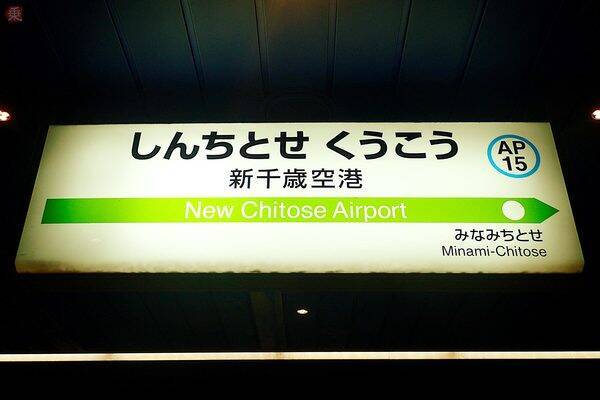 乗
しんちとせ くうこう
AP
15
新千歳空港
New Chitose Airport
みなみちとせ
Minami-Chitose